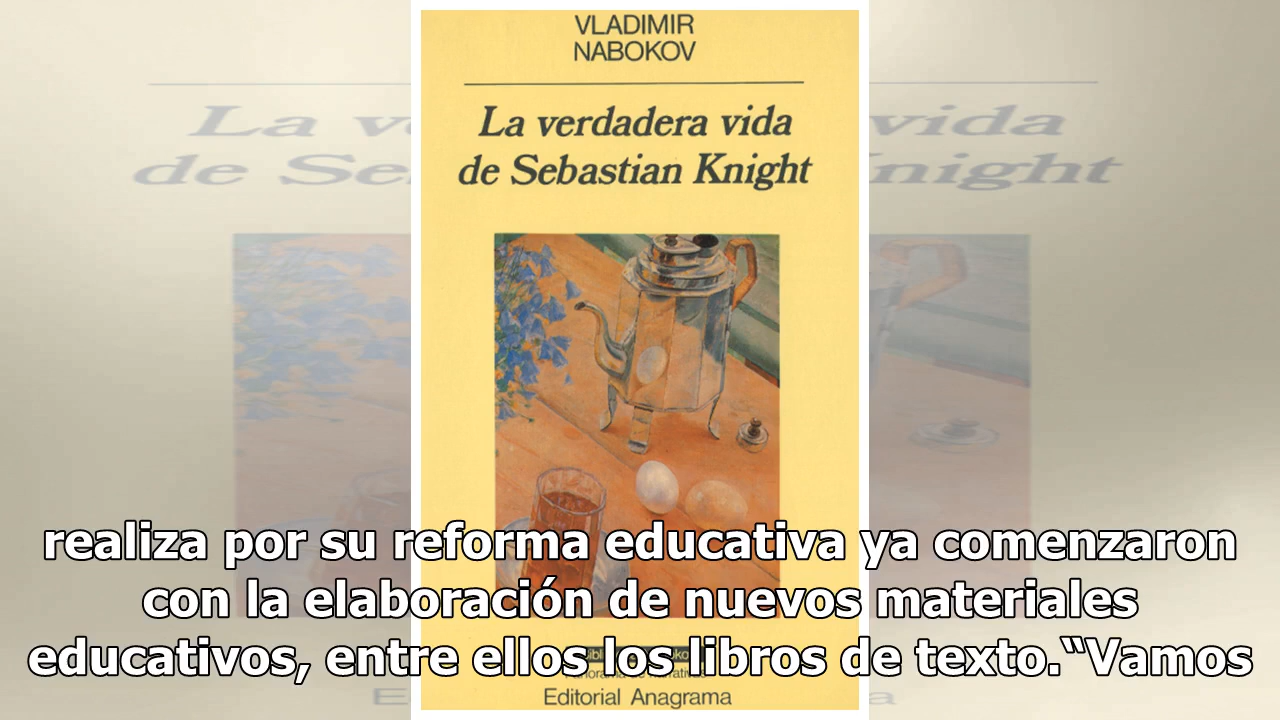 VLADIMIR
NABOKOV
La verdadera vida
de Sebastian Knight
realiza por su reforma educativa ya comenzaron
con la elaboración de nuevos materiales
educativos, entre ellos los libros de texto.“Vamos
Editorial Anagrama